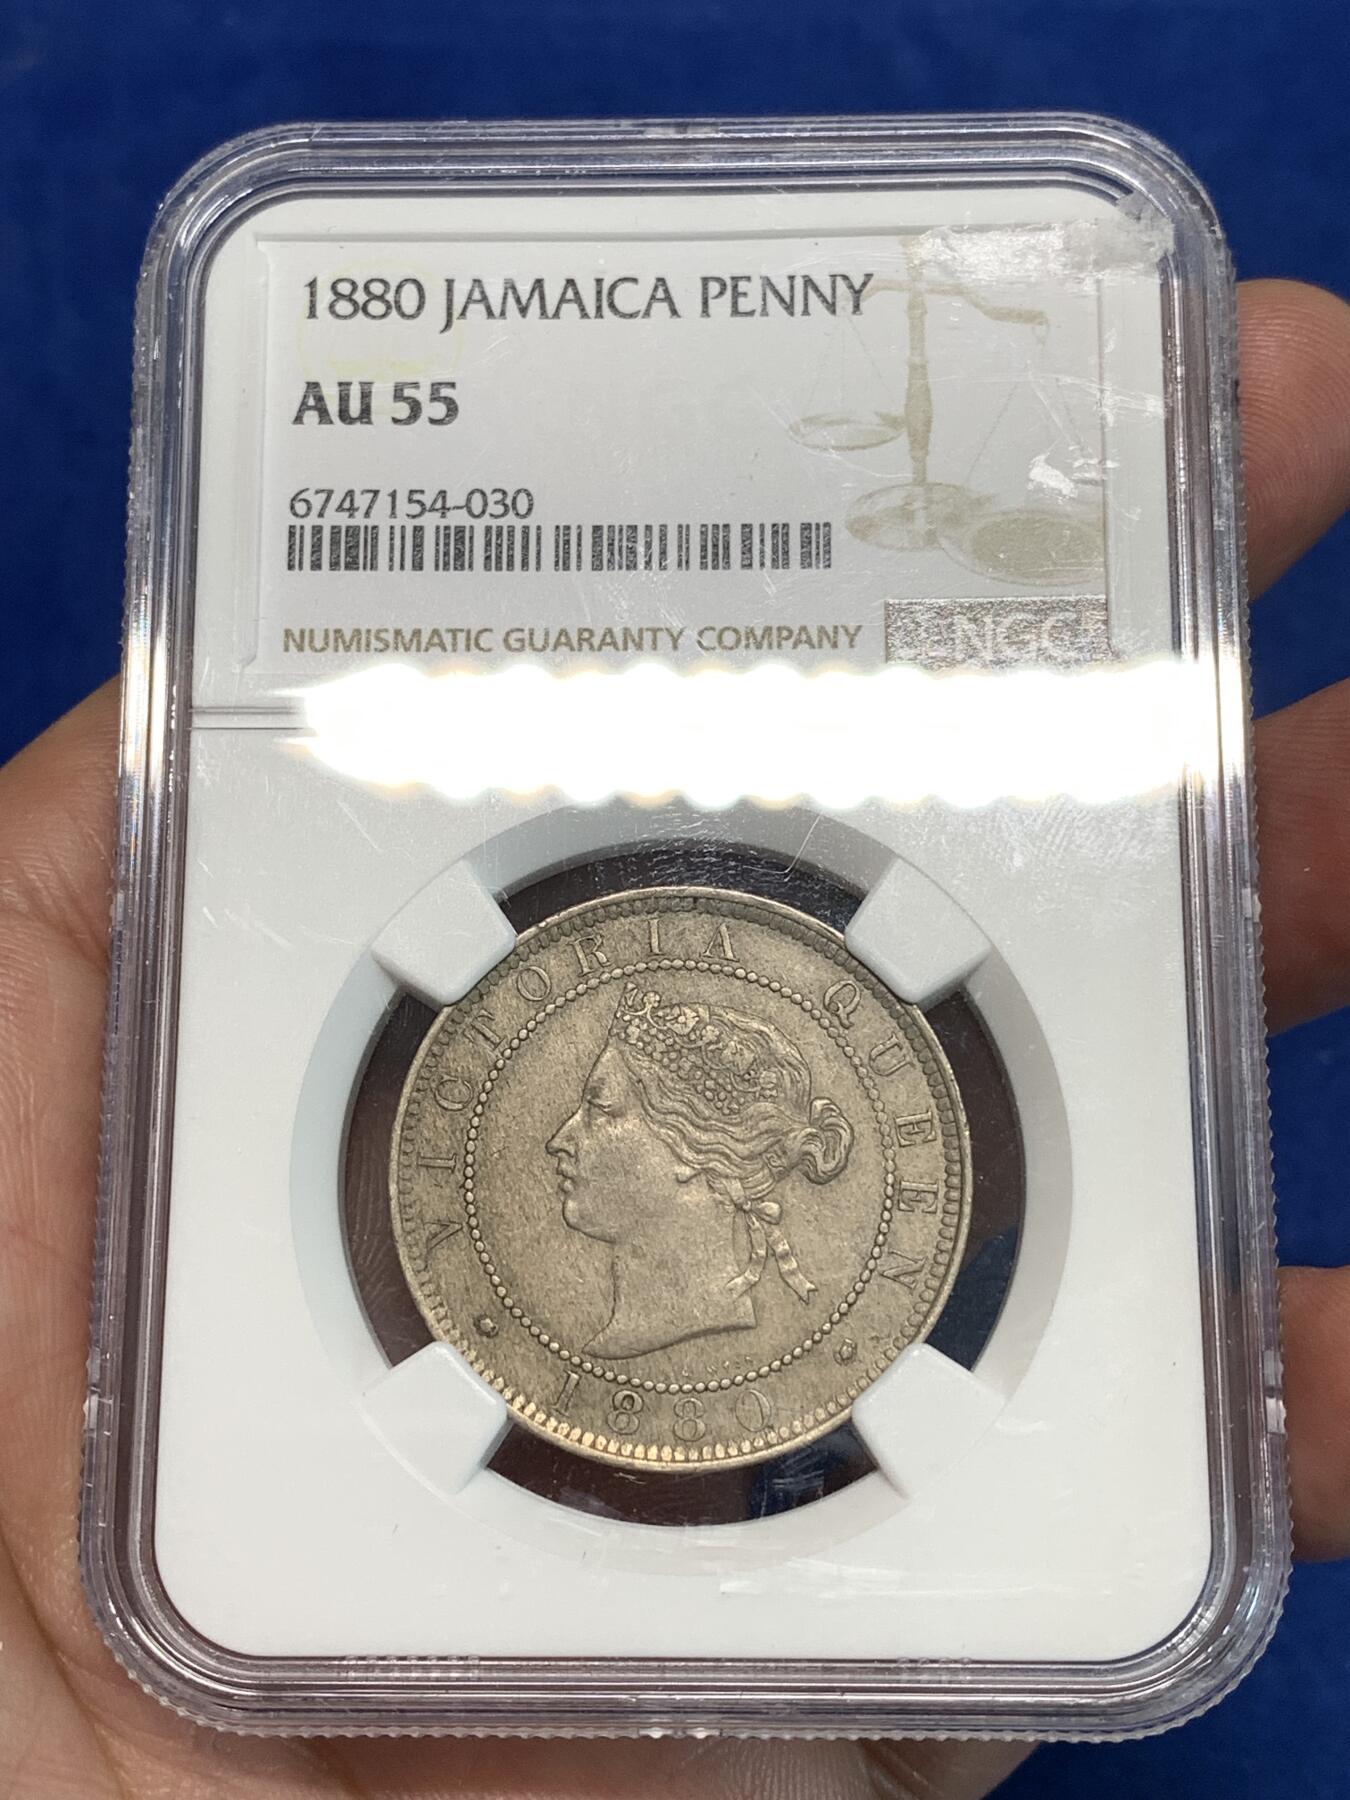 1880 JAMAICA PENNY
AU 55
6747154-030
NUMISMATIC GUARANTY COMPANY
NGC
VICTORIA QUEEN
1880